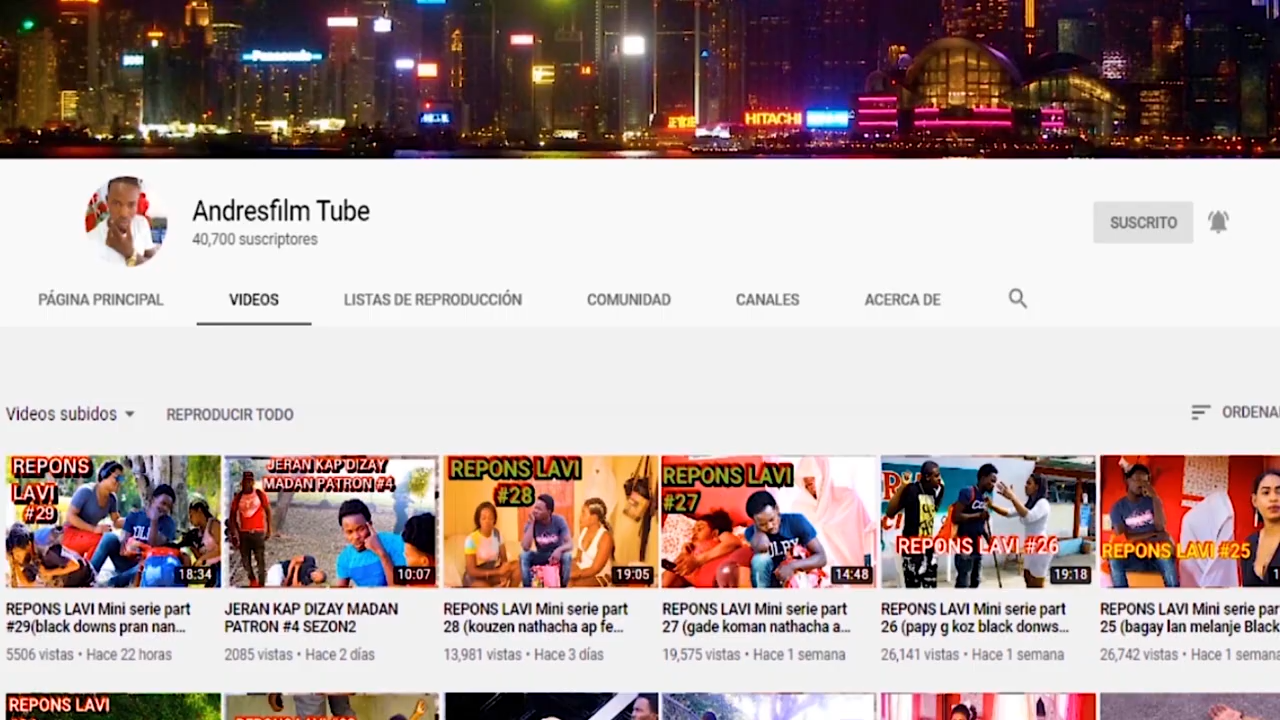 Panasonic
HITACHI
Andresfilm Tube
40,700 suscriptores
SUSCRITO
PÁGINA PRINCIPAL
VIDEOS
LISTAS DE REPRODUCCIÓN
COMUNIDAD
CANALES
ACERCA DE
Videos subidos
REPRODUCIR TODO
REPONS
LAVI
#29
18:34
JERAN KAP DIZAY
MADAN PATRON #4
10:07
REPONS LAVI
#28
19:05
REPONS LAVI
#27
14:48
REPONS LAVI #26
19:18
REPONS LAVI #25
REPONS LAVI Mini serie part
#29(black downs pran nan...
5506 vistas • Hace 22 horas
JERAN KAP DIZAY MADAN
PATRON #4 SEZON2
2085 vistas • Hace 2 días
REPONS LAVI Mini serie part
28 (kouzen nathacha ap fe...
13,981 vistas • Hace 3 días
REPONS LAVI Mini serie part
27 (gade koman nathacha a...
19,575 vistas • Hace 1 semana
REPONS LAVI Mini serie part
26 (papy g koz black donws...
26,141 vistas • Hace 1 semana
REPONS LAVI Mini serie par
25 (bagay lan melanje Black
26,742 vistas • Hace 1 semana
REPONS LAVI